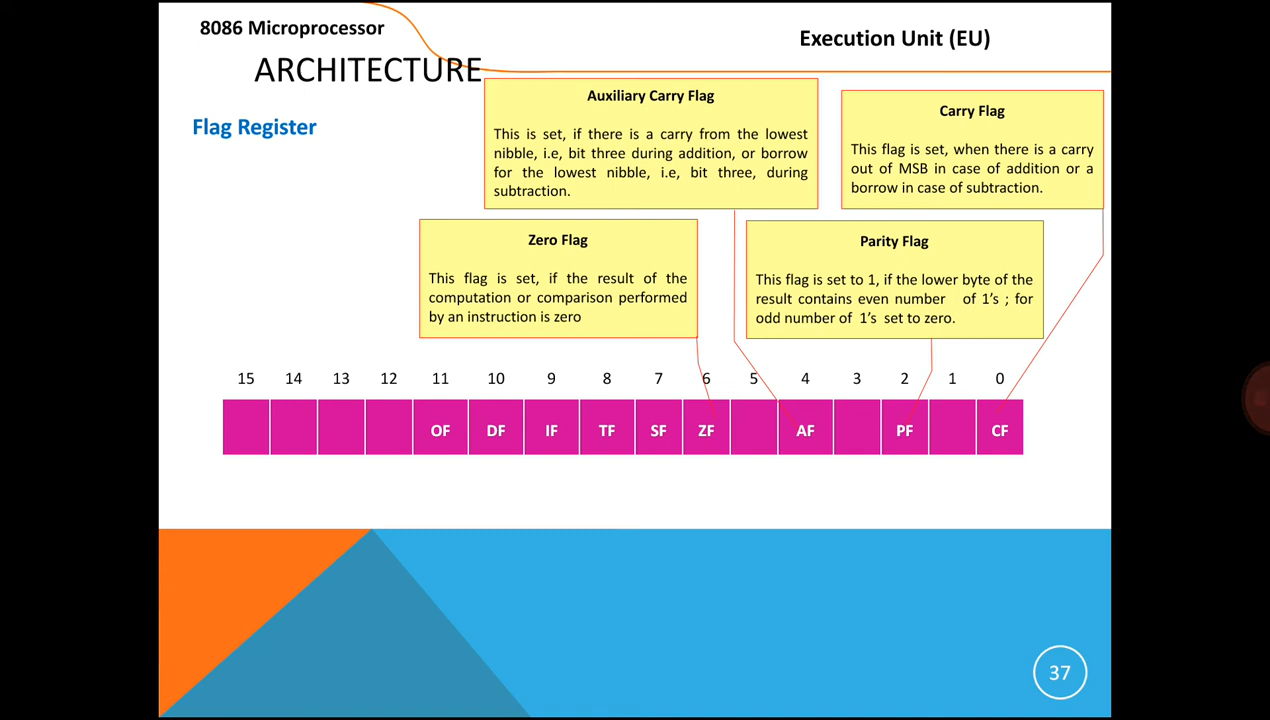 8086 Microprocessor
Execution Unit (EU)
ARCHITECTURE
Flag Register
Auxiliary Carry Flag
This is set, if there is a carry from the lowest
nibble, i.e, bit three during addition, or borrow
for the lowest nibble, i.e, bit three, during
subtraction.
Carry Flag
This flag is set, when there is a carry
out of MSB in case of addition or a
borrow in case of subtraction.
Zero Flag
This flag is set, if the result of the
computation or comparison performed
by an instruction is zero
Parity Flag
This flag is set to 1, if the lower byte of the
result contains even number of 1's ; for
odd number of 1's set to zero.
15 14 13 12 11 10 9 8 7 6 5 4 3 2 1 0
OF DF IF TF SF ZF AF PF CF
37